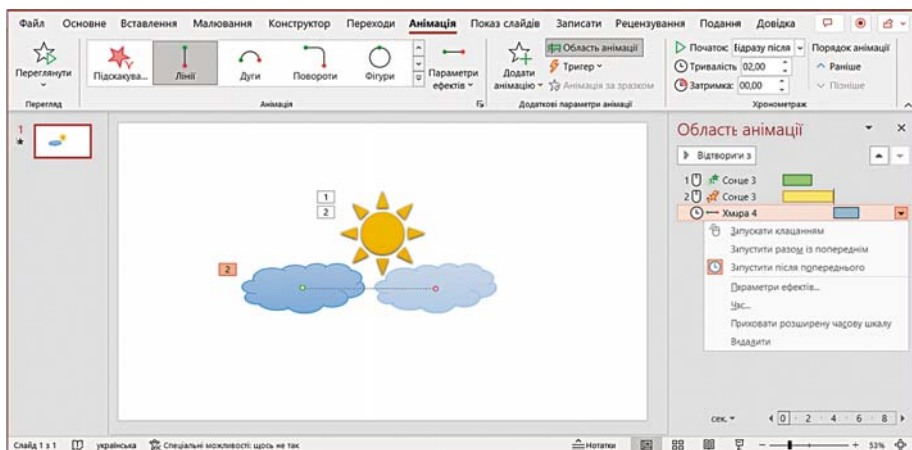 Файл Основне Вставлення Малювання Конструктор Переходи Анімація Показ слайдів Записати Рецензування Подання Довідка
Переглянути
Підскакува... Лінії Дуги Повороти Фігури
Параметри ефектів
Додати анімацію
Область анімації
Тригер
Анімація за зразком
Початок: Відразу після
Тривалість 02,00
Затримка: 00,00
Порядок анімації
Раніше
Пізніше
Перегляд Анімація Додаткові параметри анімації Хронометраж
1
1
2
2
Область анімації
Відтворити з
1 Сонце 3
2 Сонце 3
Хмара 4
Запускати клацанням
Запустити разом із попереднім
Запустити після попереднього
Параметри ефектів...
Час...
Приховати розширену часову шкалу
Видалити
сек. 0 2 4 6 8
Слайд 1 з 1 українська Спеціальні можливості: щось не так Нотатки 53%